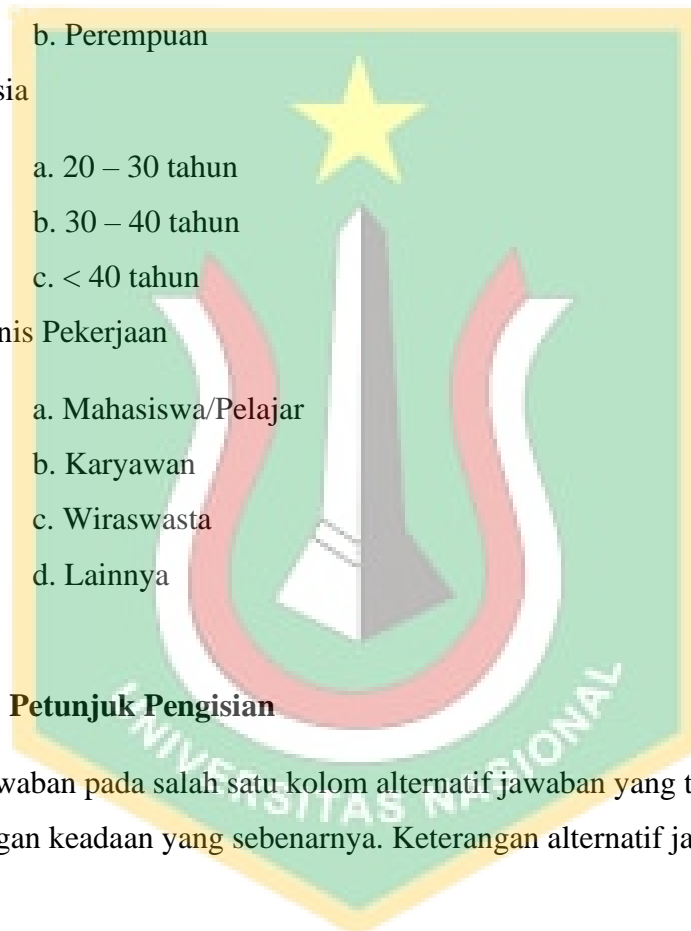 b. Perempuan
sia
a. 20 – 30 tahun
b. 30 – 40 tahun
c. < 40 tahun
nis Pekerjaan
a. Mahasiswa/Pelajar
b. Karyawan
c. Wiraswasta
d. Lainnya
Petunjuk Pengisian
waban pada salah satu kolom alternatif jawaban yang t
gan keadaan yang sebenarnya. Keterangan alternatif ja
UNIVERSITAS NASIONAL